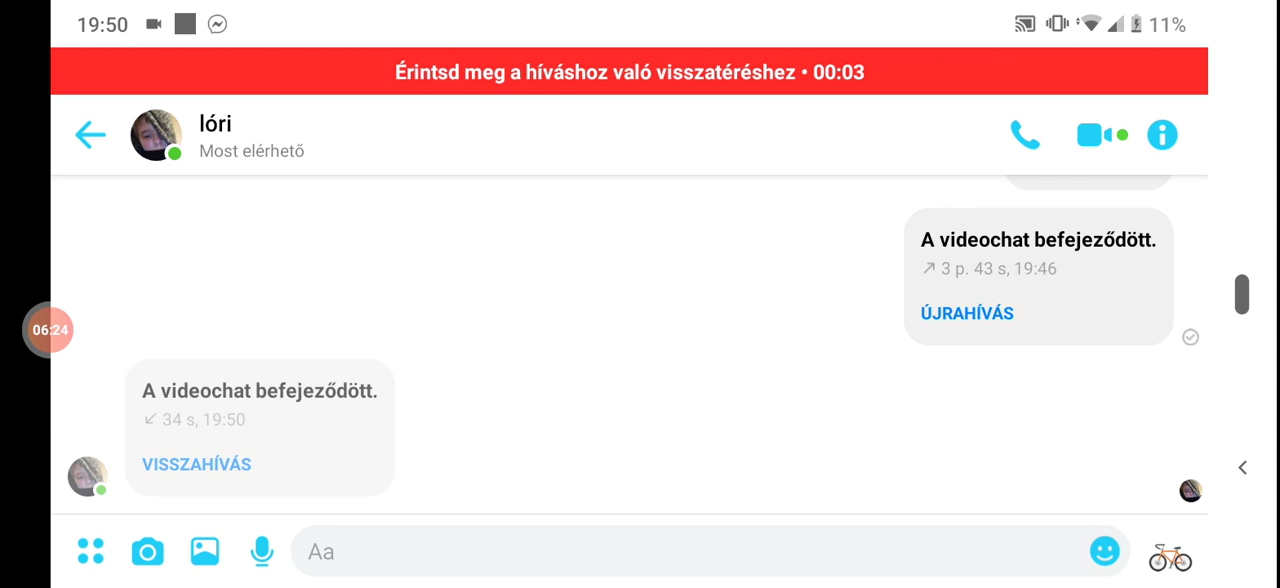 19:50
11%
Érintsd meg a híváshoz való visszatéréshez • 00:03
lóri
Most elérhető
A videochat befejeződött.
↗ 3 p. 43 s, 19:46
ÚJRAHÍVÁS
06:24
A videochat befejeződött.
↙ 34 s, 19:50
VISSZAHÍVÁS
Aa